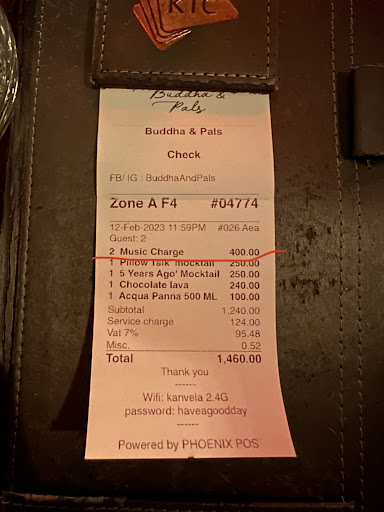 KTC
Buddha &
Pals
Buddha & Pals
Check
FB/ IG : BuddhaAndPals
Zone A F4 #04774
12-Feb-2023 11:59PM #026 Aea
Guest: 2
2 Music Charge 400.00
1 Pillow Talk 'mocktail 250.00
1 5 Years Ago' Mocktail 250.00
1 Chocolate lava 240.00
1 Acqua Panna 500 ML 100.00
Subtotal 1,240.00
Service charge 124.00
Vat 7% 95.48
Misc. 0.52
Total 1,460.00
Thank you
------
Wifi: kanvela 2.4G
password: haveagoodday
------
Powered by PHOENIX POS